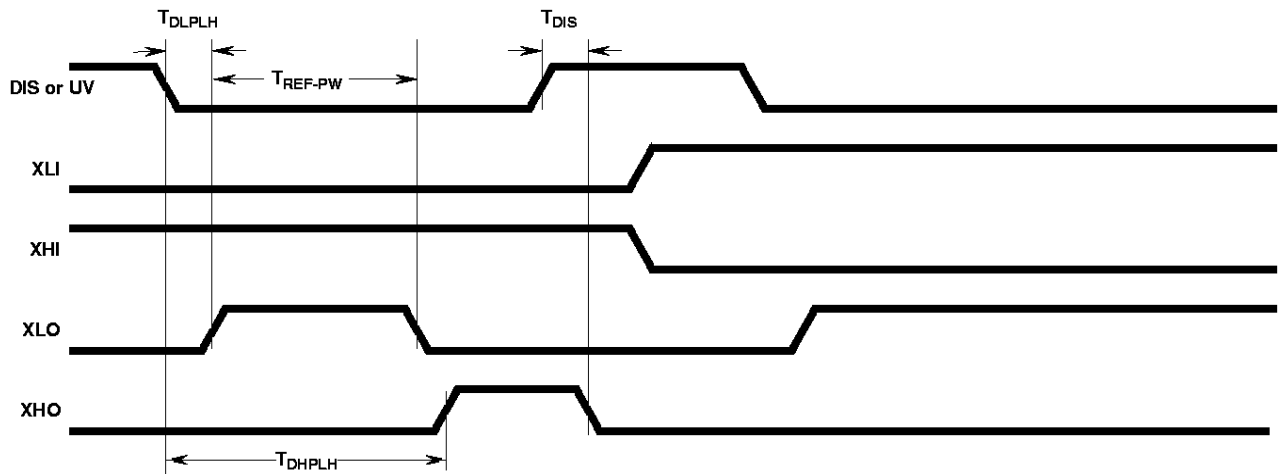 TDLPLH
TDIS
DIS or UV
TREF-PW
XLI
XHI
XLO
XHO
TDHPLH